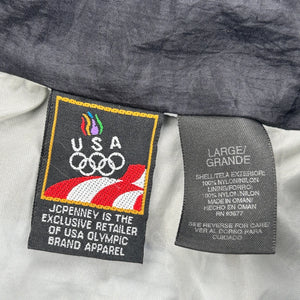 USA
JCPENNEY IS THE
EXCLUSIVE RETAILER
OF USA OLYMPIC
BRAND APPAREL
LARGE/
GRANDE
SHELL/TELA EXTERIOR:
100% NYLON/NILON
LINING/FORRO:
100% NYLON/NILON
MADE IN OMAN/
HECHO EN OMAN
RN 93677
SEE REVERSE FOR CARE/
VER AL DORSO PARA
CUIDADO